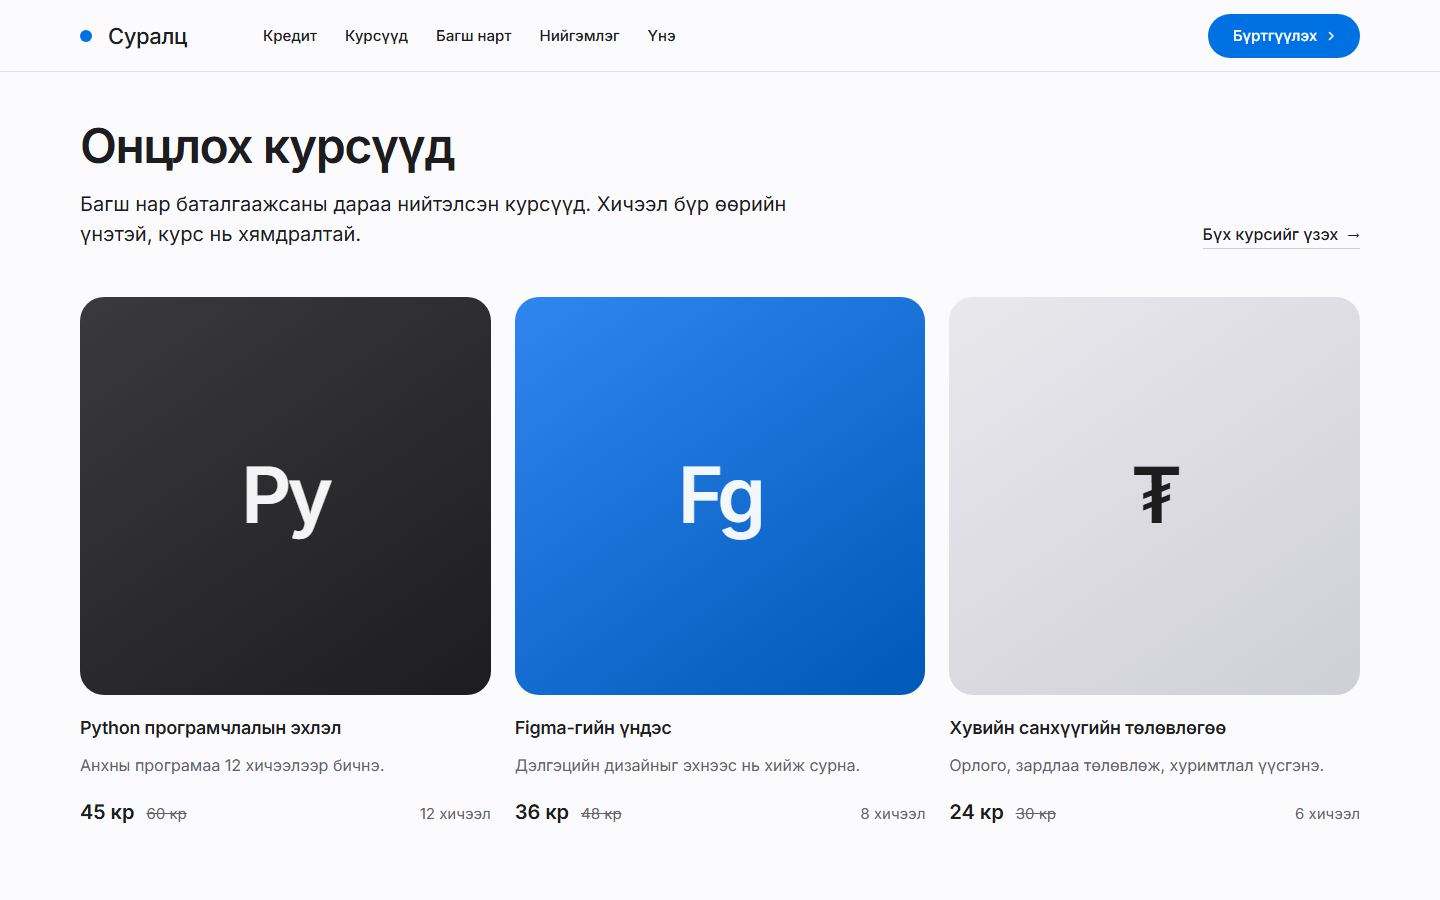 Суралц
Кредит Курсүүд Багш нарт Нийгэмлэг Үнэ
Бүртгүүлэх
Онцлох курсүүд
Багш нар баталгаажсаны дараа нийтэлсэн курсүүд. Хичээл бүр өөрийн
үнэтэй, курс нь хямдралтай.
Бүх курсийг үзэх →
Py
Fg
₮
Python програмчлалын эхлэл
Анхны програмаа 12 хичээлээр бичнэ.
45 кр 60 кр 12 хичээл
Figma-гийн үндэс
Дэлгэцийн дизайныг эхнээс нь хийж сурна.
36 кр 48 кр 8 хичээл
Хувийн санхүүгийн төлөвлөгөө
Орлого, зардлаа төлөвлөж, хуримтлал үүсгэнэ.
24 кр 30 кр 6 хичээл